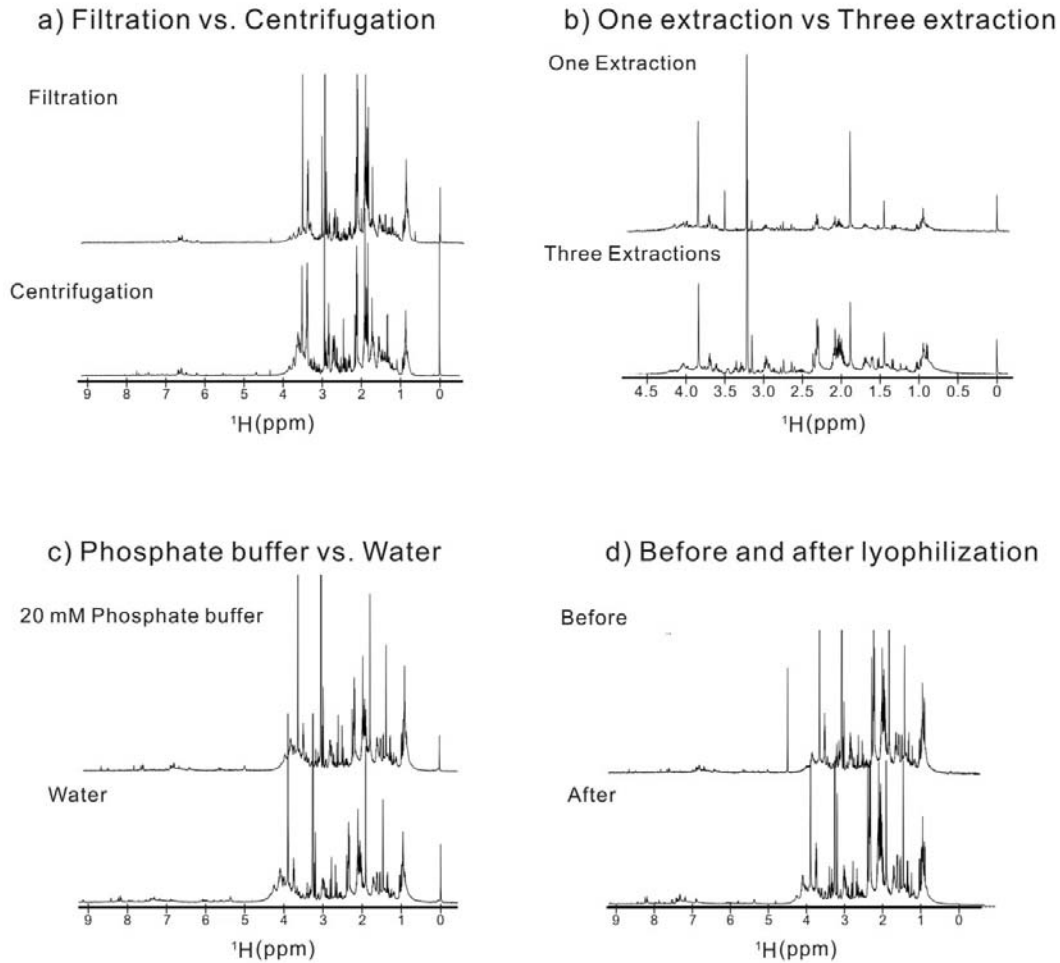 a) Filtration vs. Centrifugation
Filtration
Centrifugation
9 8 7 6 5 4 3 2 1 0
¹H(ppm)
b) One extraction vs Three extraction
One Extraction
Three Extractions
4.5 4.0 3.5 3.0 2.5 2.0 1.5 1.0 0
¹H(ppm)
c) Phosphate buffer vs. Water
20 mM Phosphate buffer
Water
9 8 7 6 5 4 3 2 1 0
¹H(ppm)
d) Before and after lyophilization
Before
After
9 8 7 6 5 4 3 2 1 0
¹H(ppm)